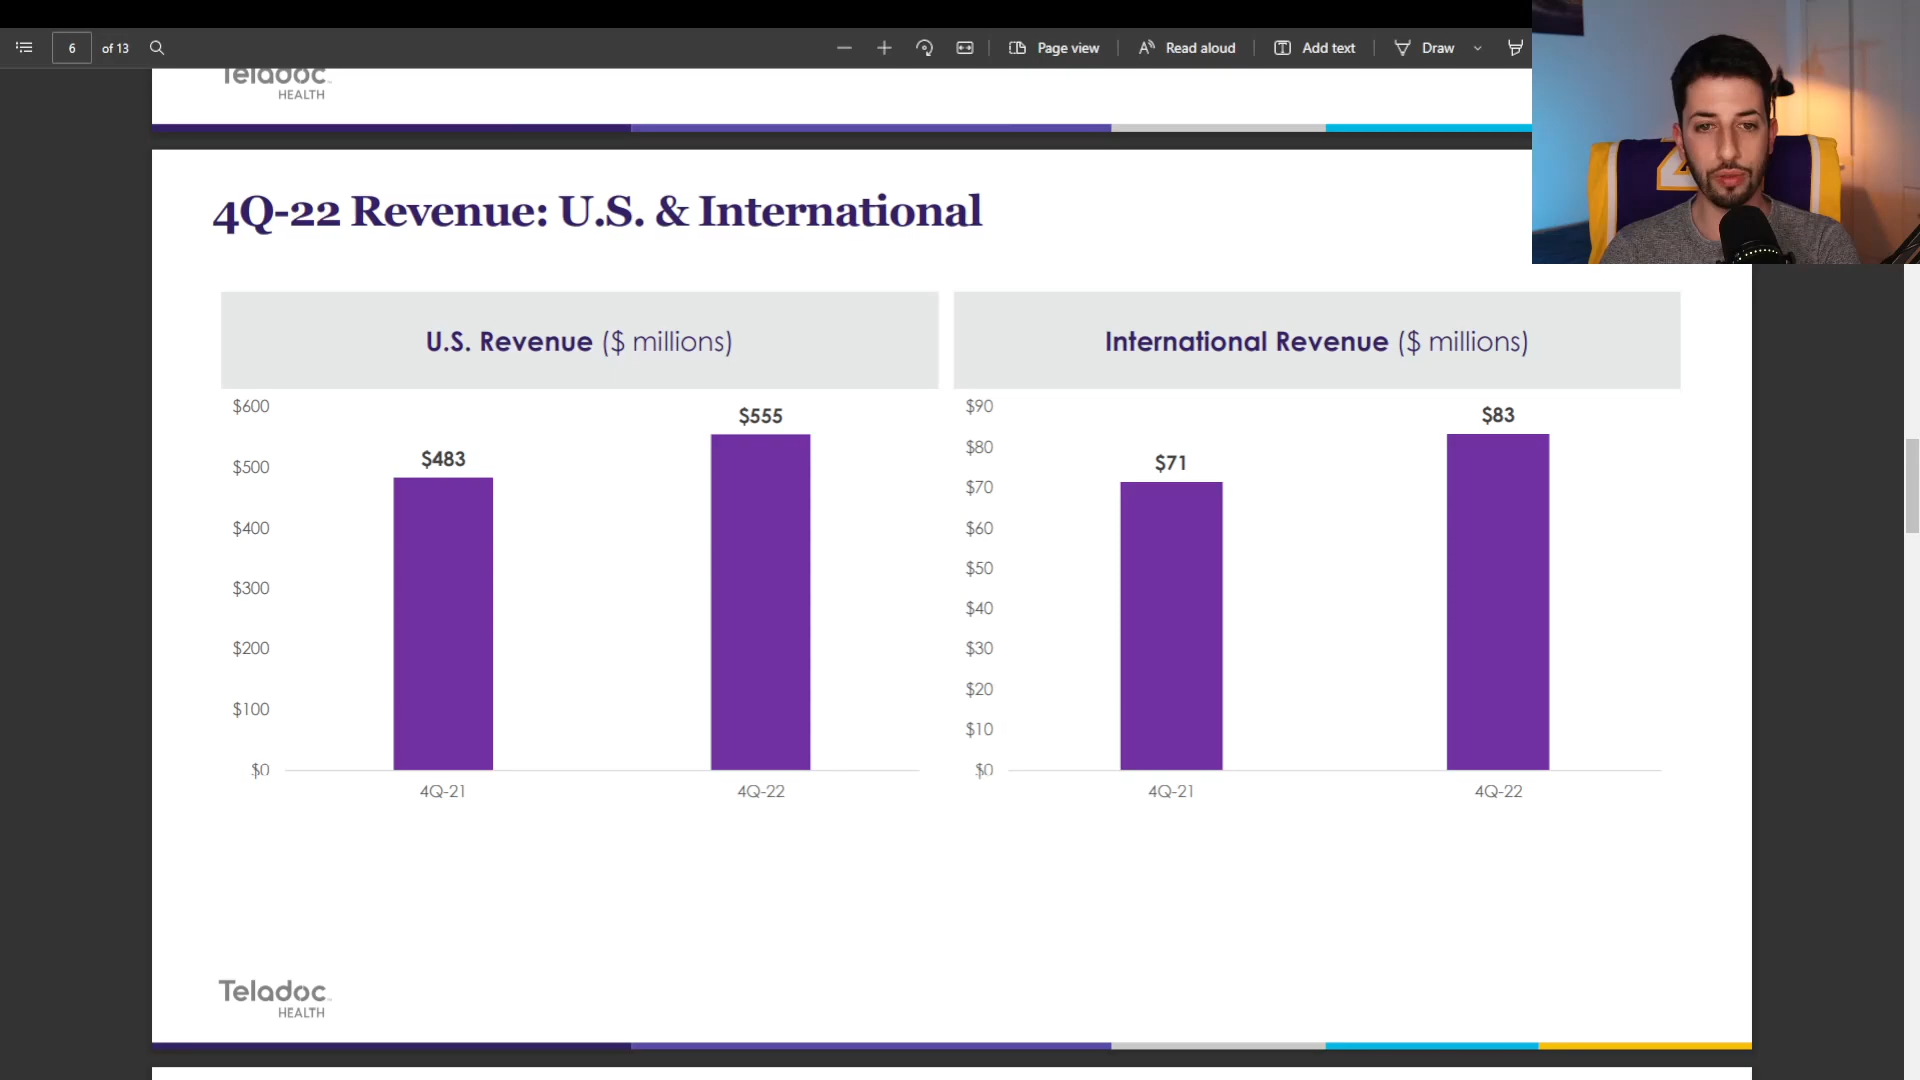 6 of 13 Page view Read aloud Add text Draw
Teladoc
HEALTH
4Q-22 Revenue: U.S. & International
U.S. Revenue ($ millions)
$600
$500
$400
$300
$200
$100
$0
$483
$555
4Q-21 4Q-22
International Revenue ($ millions)
$90
$80
$70
$60
$50
$40
$30
$20
$10
$0
$71
$83
4Q-21 4Q-22
Teladoc
HEALTH